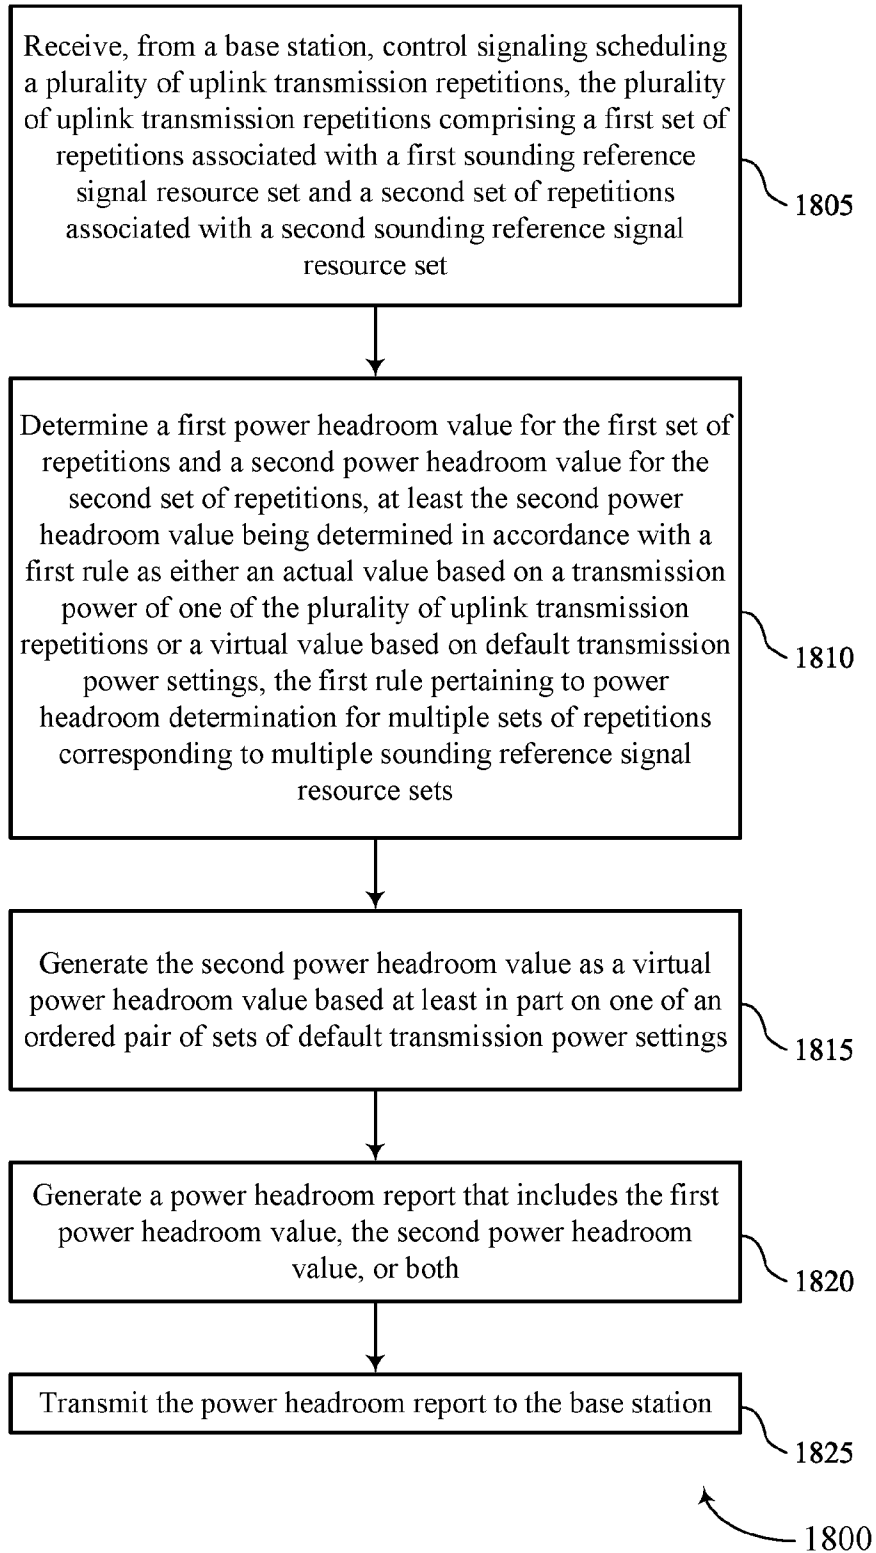 Receive, from a base station, control signaling scheduling
a plurality of uplink transmission repetitions, the plurality
of uplink transmission repetitions comprising a first set of
repetitions associated with a first sounding reference
signal resource set and a second set of repetitions
associated with a second sounding reference signal
resource set
1805
Determine a first power headroom value for the first set of
repetitions and a second power headroom value for the
second set of repetitions, at least the second power
headroom value being determined in accordance with a
first rule as either an actual value based on a transmission
power of one of the plurality of uplink transmission
repetitions or a virtual value based on default transmission
power settings, the first rule pertaining to power
headroom determination for multiple sets of repetitions
corresponding to multiple sounding reference signal
resource sets
1810
Generate the second power headroom value as a virtual
power headroom value based at least in part on one of an
ordered pair of sets of default transmission power settings
1815
Generate a power headroom report that includes the first
power headroom value, the second power headroom
value, or both
1820
Transmit the power headroom report to the base station
1825
1800